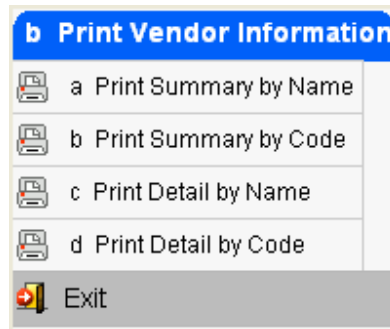 b Print Vendor Information
a Print Summary by Name
b Print Summary by Code
c Print Detail by Name
d Print Detail by Code
Exit